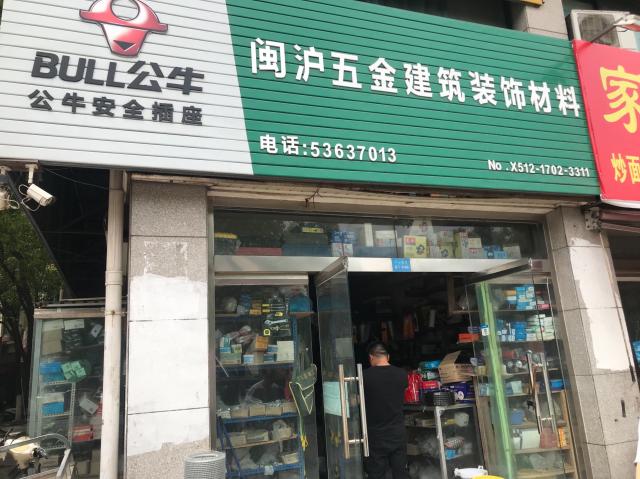 BULL公牛
公牛安全插座
闽沪五金建筑装饰材料
电话:53637013
No.X512-1702-3311
家
炒面